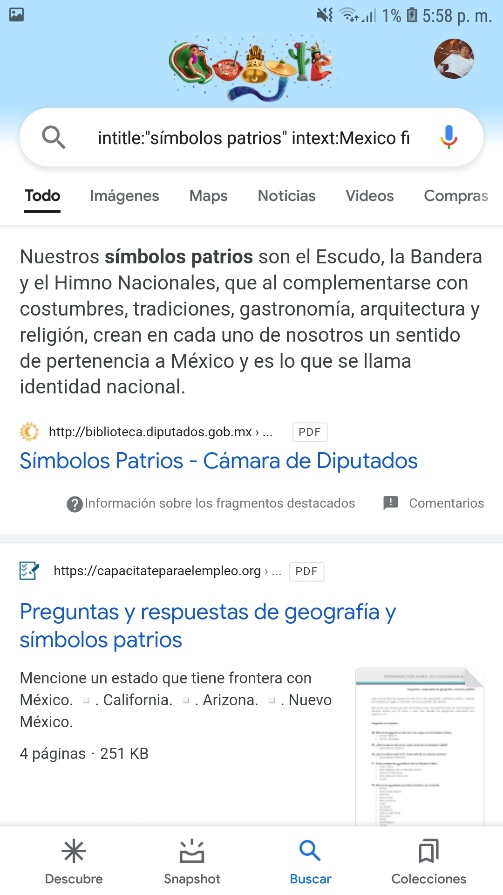 1% 5:58 p. m.
intitle:"símbolos patrios" intext:Mexico fi
Todo Imágenes Maps Noticias Videos Compras
Nuestros símbolos patrios son el Escudo, la Bandera
y el Himno Nacionales, que al complementarse con
costumbres, tradiciones, gastronomía, arquitectura y
religión, crean en cada uno de nosotros un sentido
de pertenencia a México y es lo que se llama
identidad nacional.
http://biblioteca.diputados.gob.mx › ... PDF
Símbolos Patrios - Cámara de Diputados
Información sobre los fragmentos destacados Comentarios
https://capacitateparaelempleo.org › ... PDF
Preguntas y respuestas de geografía y
símbolos patrios
Mencione un estado que tiene frontera con
México. ▫ . California. ▫ . Arizona. ▫ . Nuevo
México.
4 páginas · 251 KB
Descubre Snapshot Buscar Colecciones